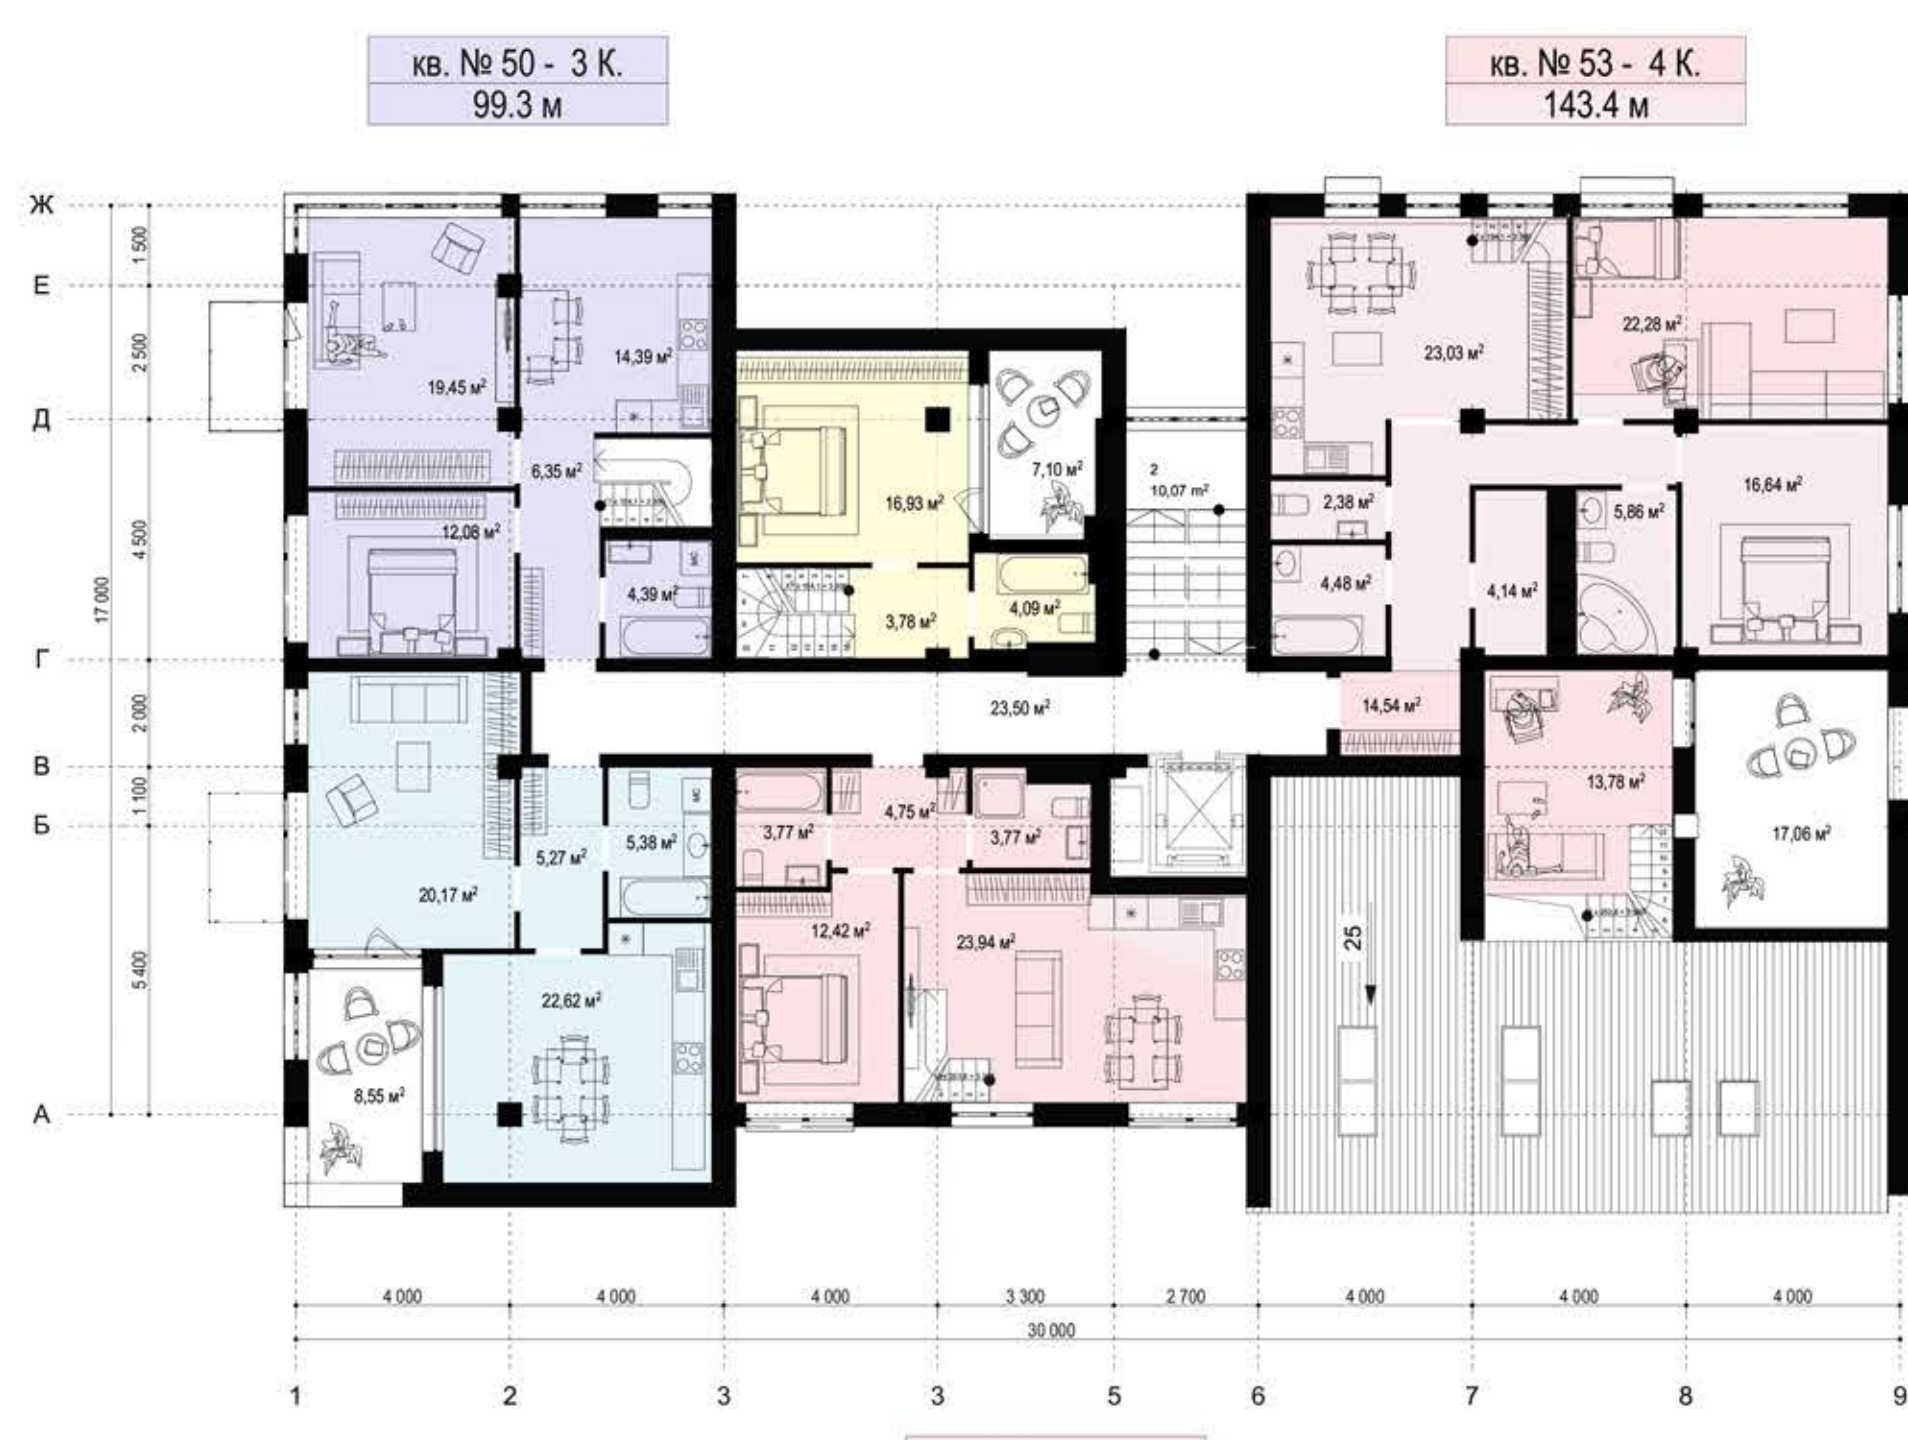 кв. № 50 - 3 К.
99.3 м
кв. № 53 - 4 К.
143.4 м
Ж
Е
Д
Г
В
Б
А
1 500
2 500
4 500
2 000
1 100
5 400
17 000
19,45 м²
14,39 м²
6,35 м²
12,08 м²
4,39 м²
МС
16,93 м²
7,10 м²
3,78 м²
4,09 м²
2
10,07 m²
23,03 м²
22,28 м²
2,38 м²
4,48 м²
4,14 м²
5,86 м²
16,64 м²
23,50 м²
14,54 м²
13,78 м²
17,06 м²
20,17 м²
5,27 м²
5,38 м²
МС
22,62 м²
8,55 м²
3,77 м²
4,75 м²
3,77 м²
12,42 м²
23,94 м²
25
4 000
4 000
4 000
3 300
2 700
4 000
4 000
4 000
30 000
1
2
3
3
5
6
7
8
9